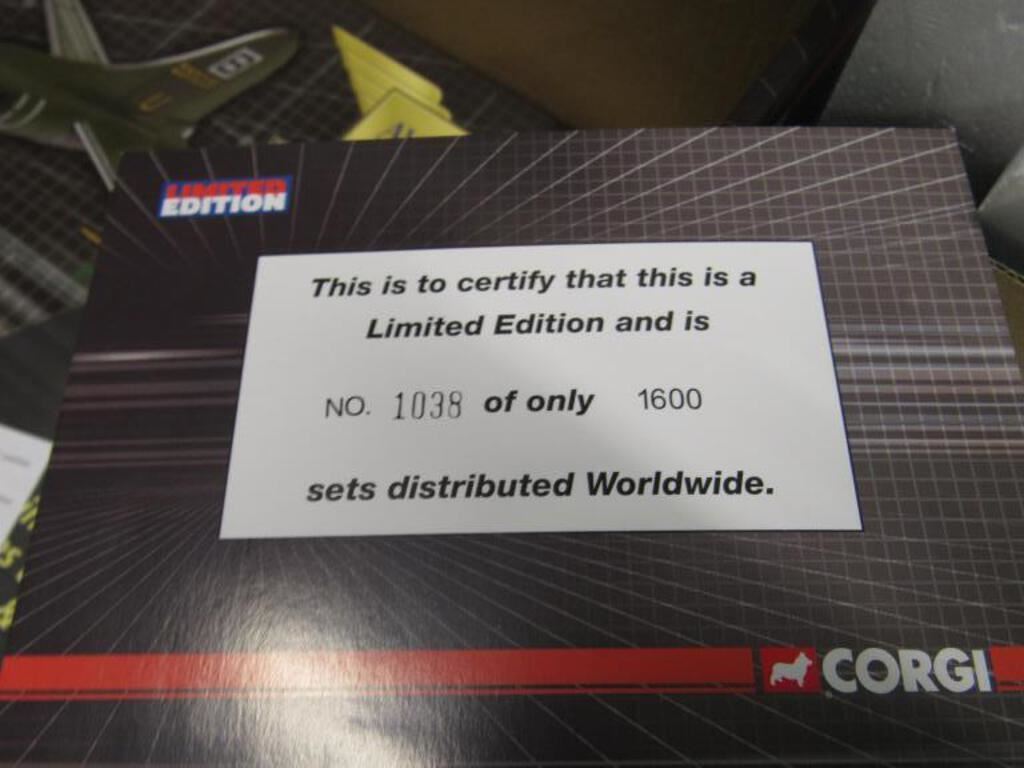 LIMITED
EDITION
This is to certify that this is a
Limited Edition and is
NO. 1038 of only 1600
sets distributed Worldwide.
CORGI